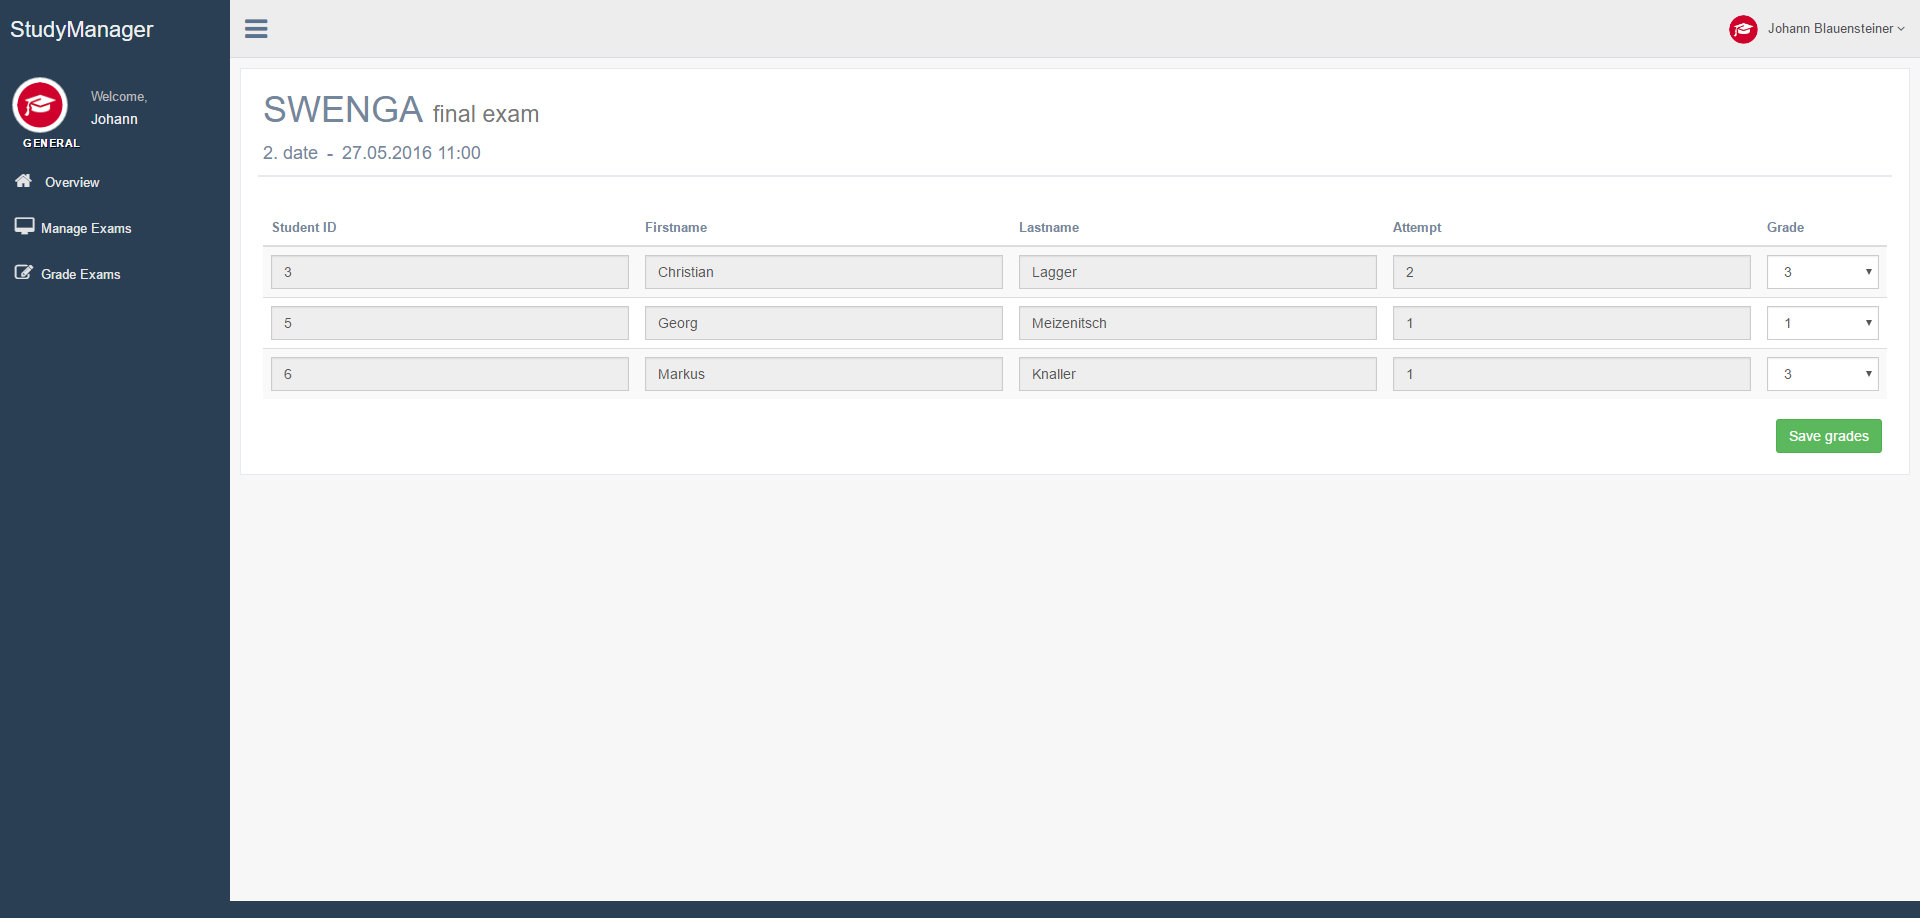 StudyManager
Johann Blauensteiner
Welcome,
Johann
GENERAL
Overview
Manage Exams
Grade Exams
SWENGA final exam
2. date - 27.05.2016 11:00
Student ID Firstname Lastname Attempt Grade
3 Christian Lagger 2 3
5 Georg Meizenitsch 1 1
6 Markus Knaller 1 3
Save grades